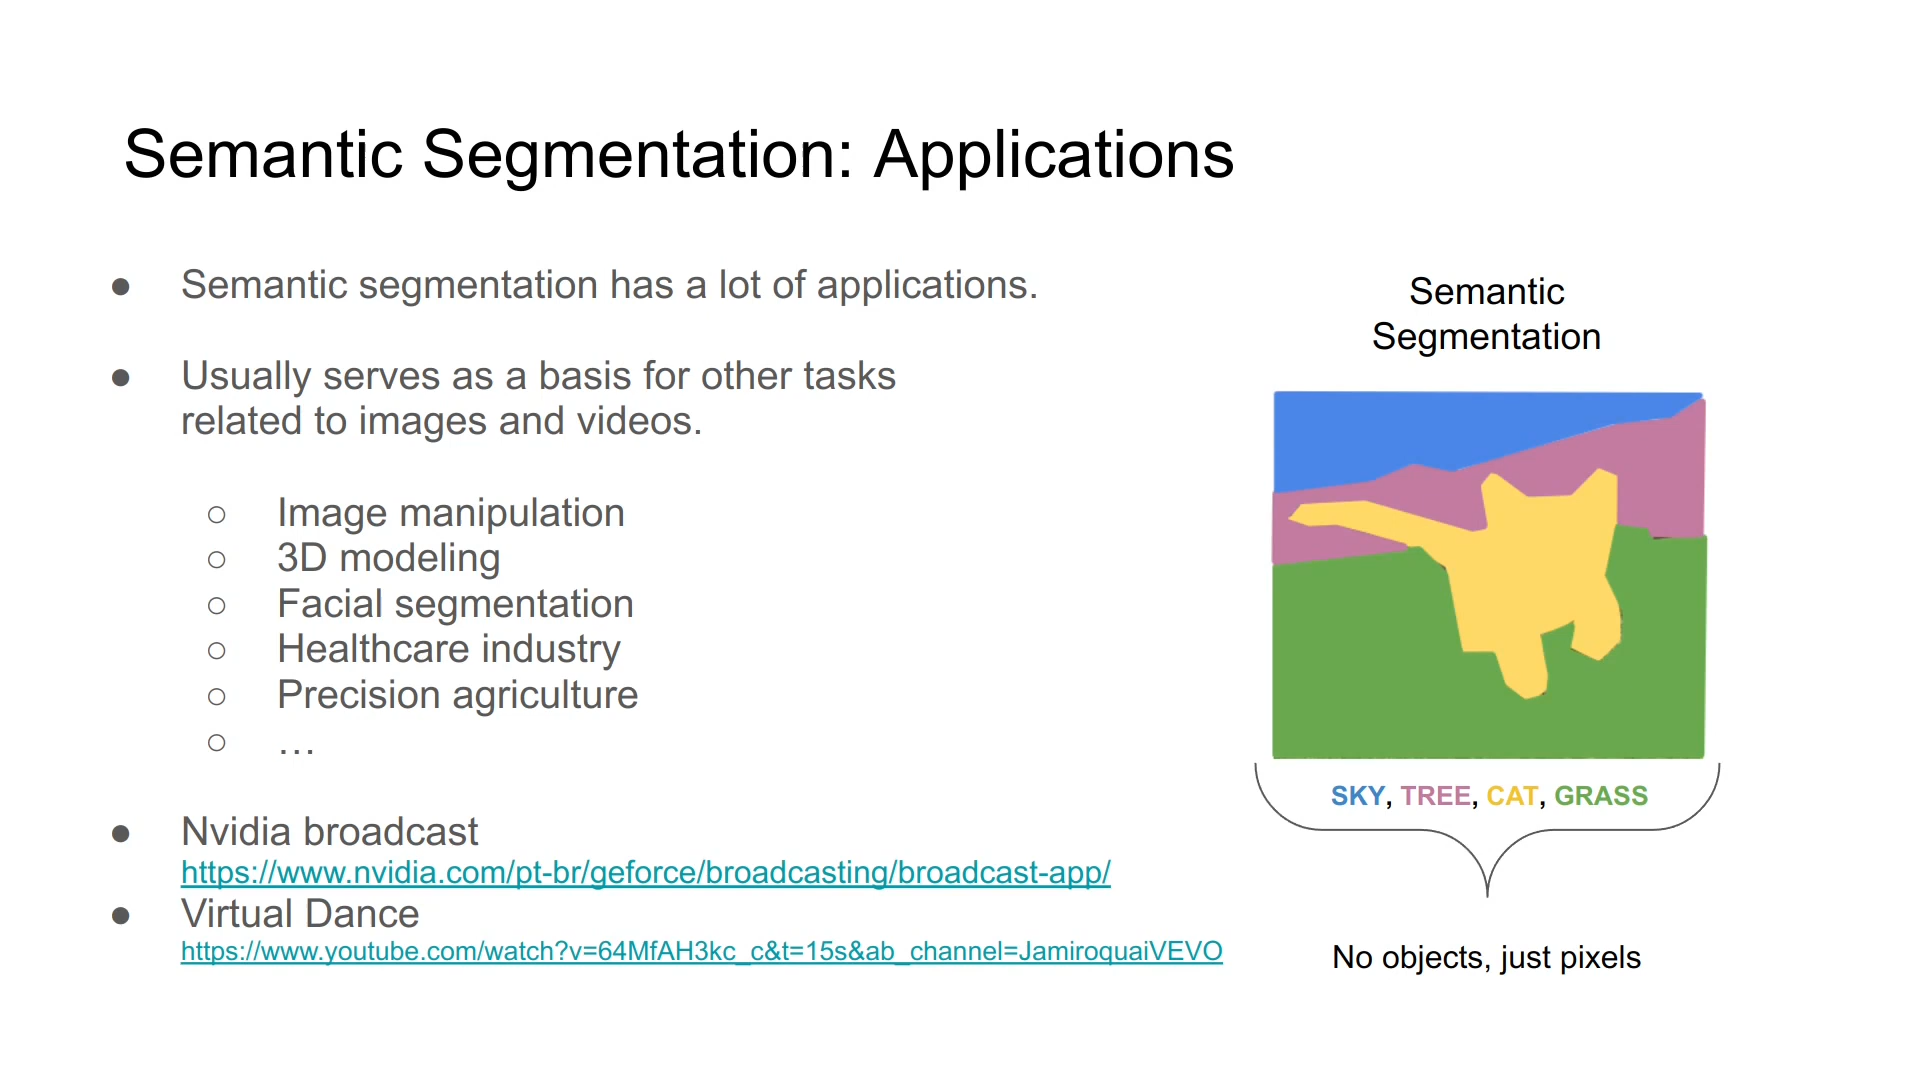 Semantic Segmentation: Applications
● Semantic segmentation has a lot of applications.
● Usually serves as a basis for other tasks
related to images and videos.
○ Image manipulation
○ 3D modeling
○ Facial segmentation
○ Healthcare industry
○ Precision agriculture
○ …
● Nvidia broadcast
https://www.nvidia.com/pt-br/geforce/broadcasting/broadcast-app/
● Virtual Dance
https://www.youtube.com/watch?v=64MfAH3kc_c&t=15s&ab_channel=JamiroquaiVEVO
Semantic
Segmentation
SKY, TREE, CAT, GRASS
No objects, just pixels